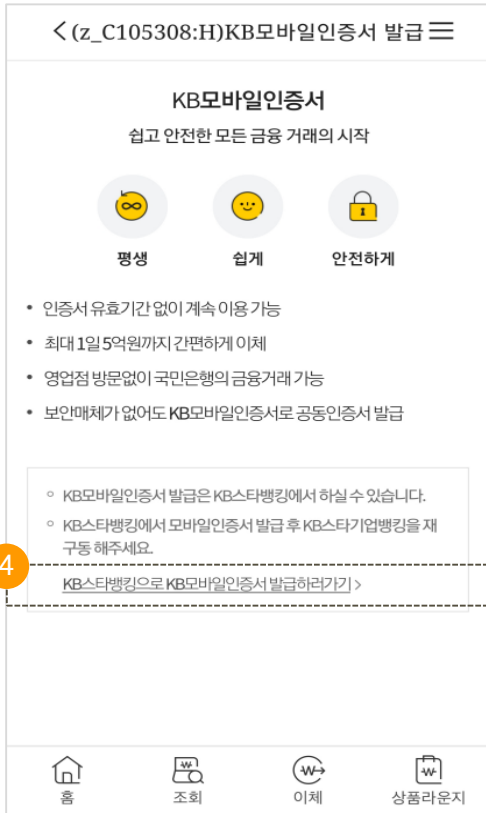 (z_C105308:H)KB모바일인증서 발급
KB모바일인증서
쉽고 안전한 모든 금융 거래의 시작
평생 쉽게 안전하게
• 인증서 유효기간 없이 계속 이용 가능
• 최대 1일 5억원까지 간편하게 이체
• 영업점 방문없이 국민은행의 금융거래 가능
• 보안매체가 없어도 KB모바일인증서로 공동인증서 발급
◦ KB모바일인증서 발급은 KB스타뱅킹에서 하실 수 있습니다.
◦ KB스타뱅킹에서 모바일인증서 발급 후 KB스타기업뱅킹을 재
구동 해주세요.
4
KB스타뱅킹으로 KB모바일인증서 발급하러가기 >
홈 조회 이체 상품라운지